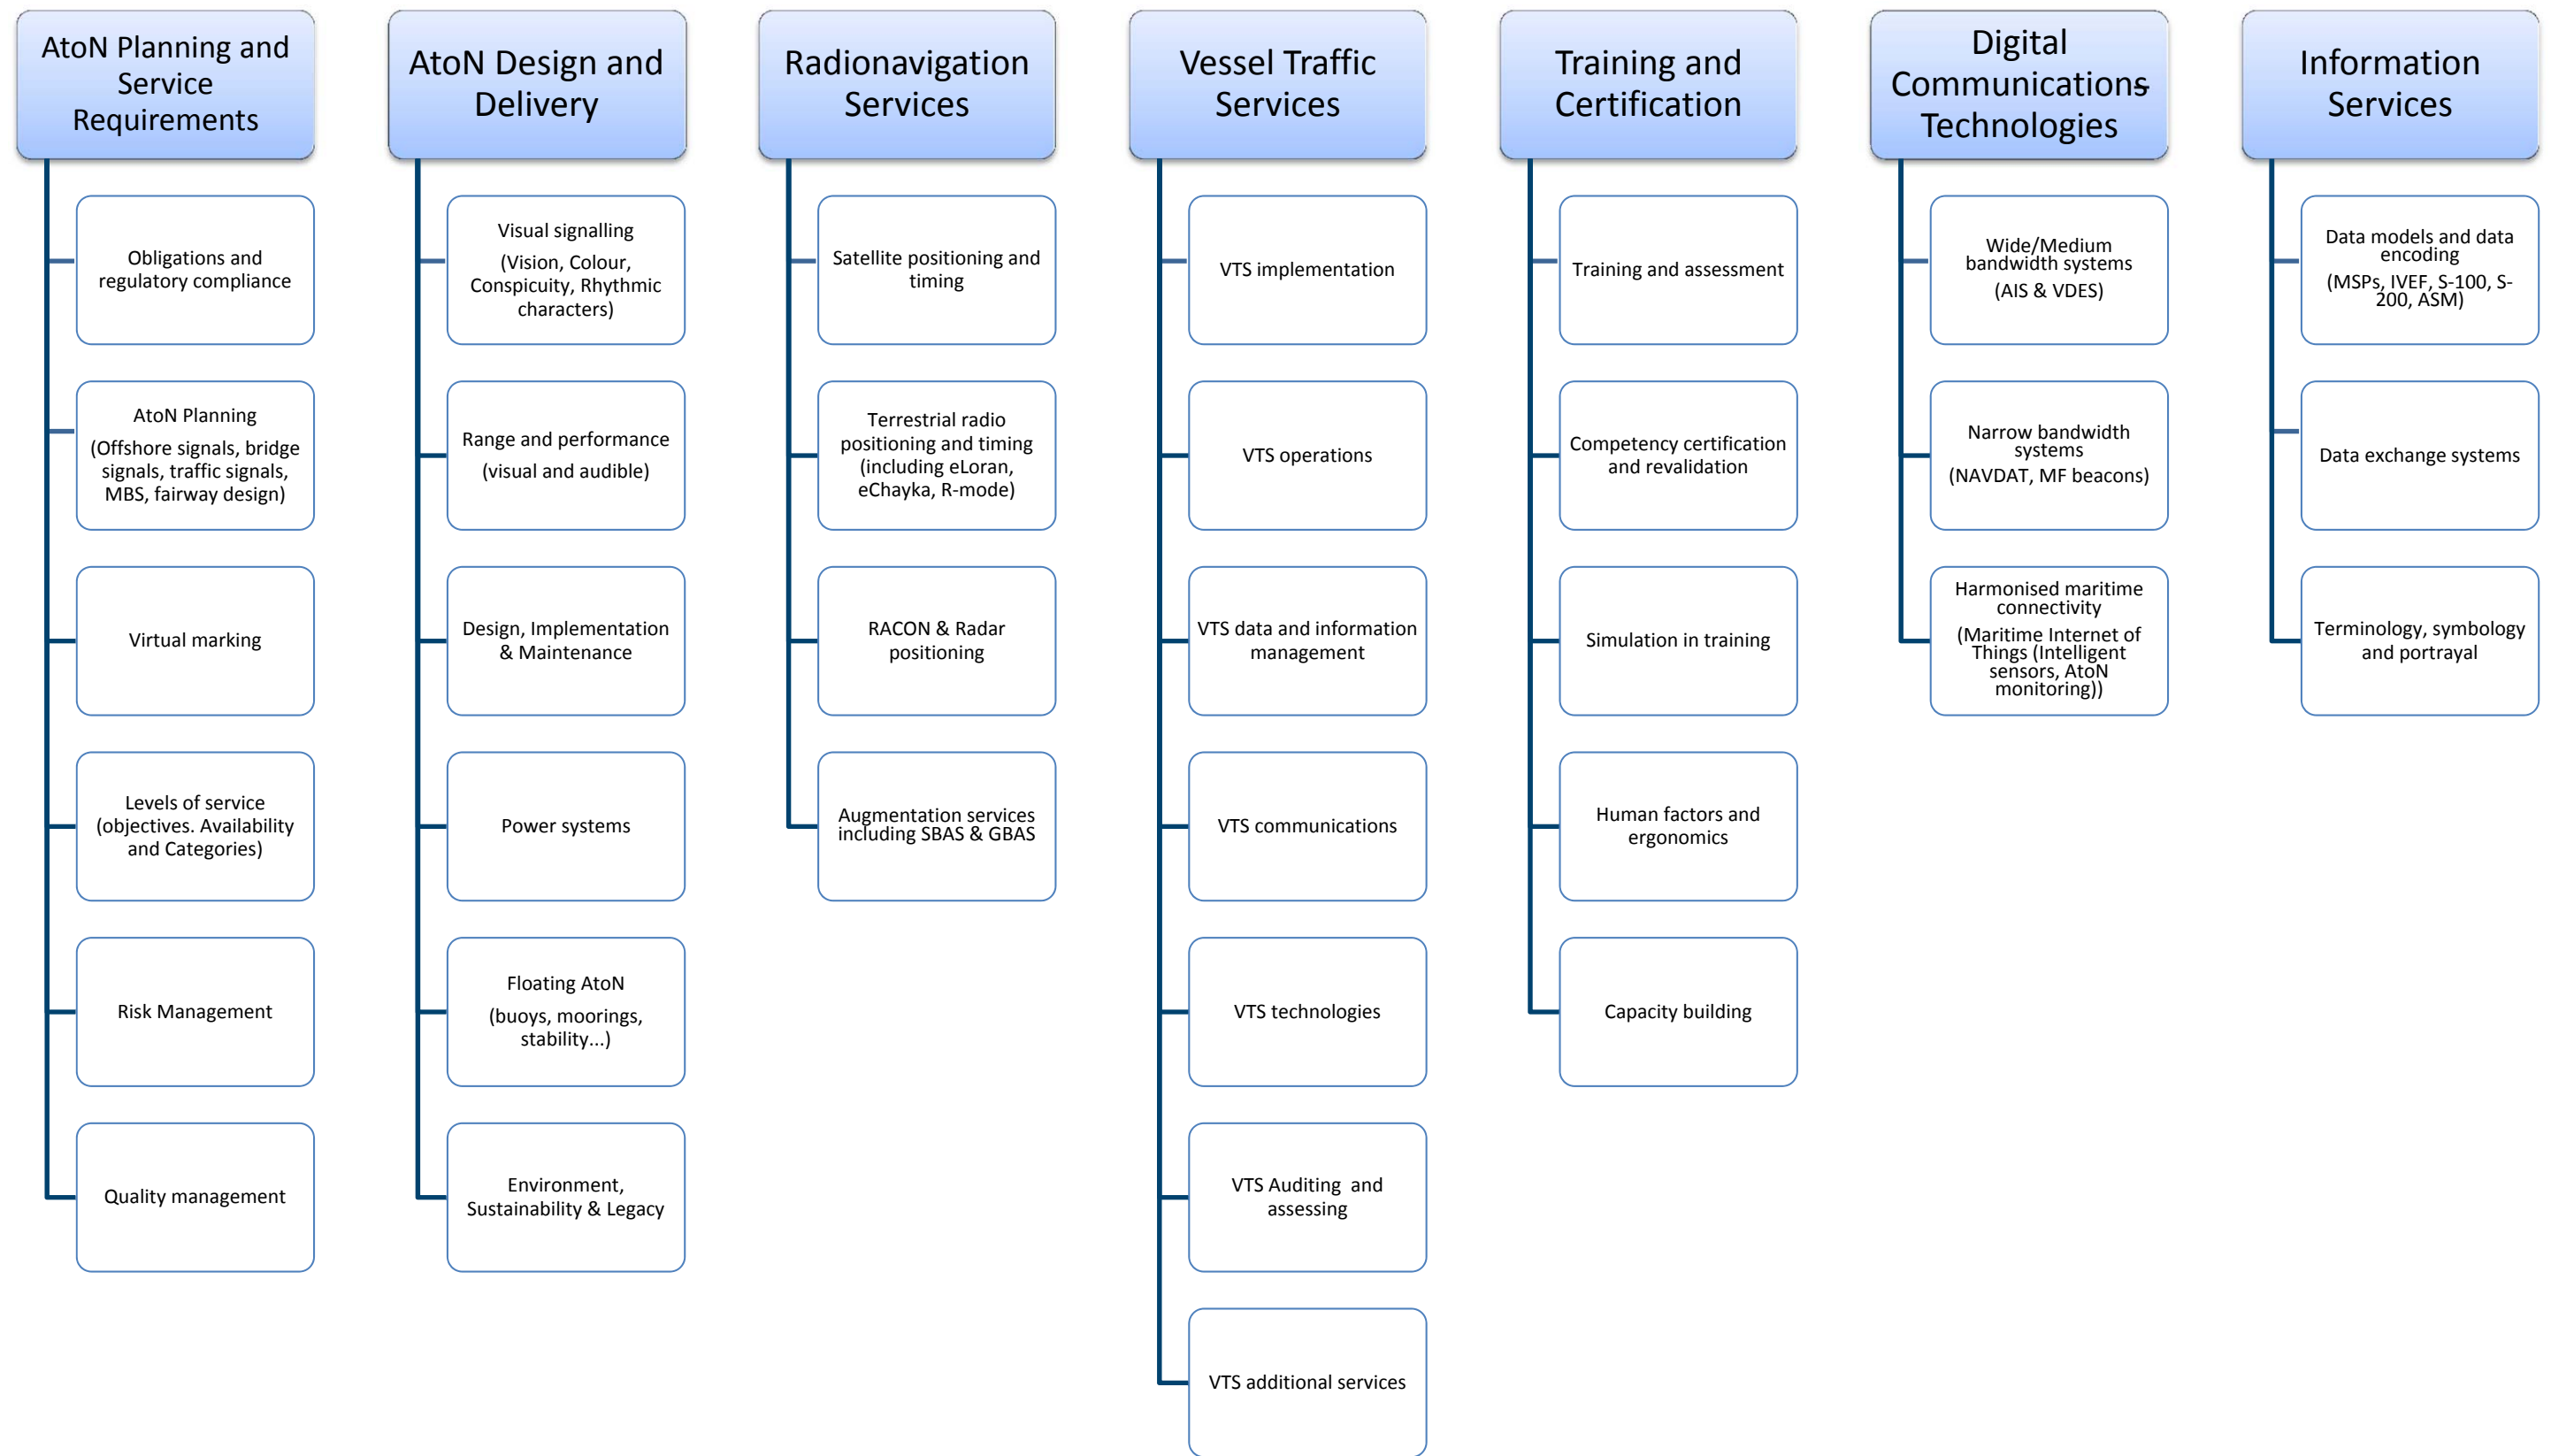 AtoN Planning and
Service
Requirements
Obligations and
regulatory compliance
AtoN Planning
(Offshore signals, bridge
signals, traffic signals,
MBS, fairway design)
Virtual marking
Levels of service
(objectives. Availability
and Categories)
Risk Management
Quality management
AtoN Design and
Delivery
Visual signalling
(Vision, Colour,
Conspicuity, Rhythmic
characters)
Range and performance
(visual and audible)
Design, Implementation
& Maintenance
Power systems
Floating AtoN
(buoys, moorings,
stability...)
Environment,
Sustainability & Legacy
Radionavigation
Services
Satellite positioning and
timing
Terrestrial radio
positioning and timing
(including eLoran,
eChayka, R-mode)
RACON & Radar
positioning
Augmentation services
including SBAS & GBAS
Vessel Traffic
Services
VTS implementation
VTS operations
VTS data and information
management
VTS communications
VTS technologies
VTS Auditing  and
assessing
VTS additional services
Training and
Certification
Training and assessment
Competency certification
and revalidation
Simulation in training
Human factors and
ergonomics
Capacity building
Digital
Communications
Technologies
Wide/Medium
bandwidth systems
(AIS & VDES)
Narrow bandwidth
systems
(NAVDAT, MF beacons)
Harmonised maritime
connectivity
(Maritime Internet of
Things (Intelligent
sensors, AtoN
monitoring))
Information
Services
Data models and data
encoding
(MSPs, IVEF, S-100, S-
200, ASM)
Data exchange systems
Terminology, symbology
and portrayal